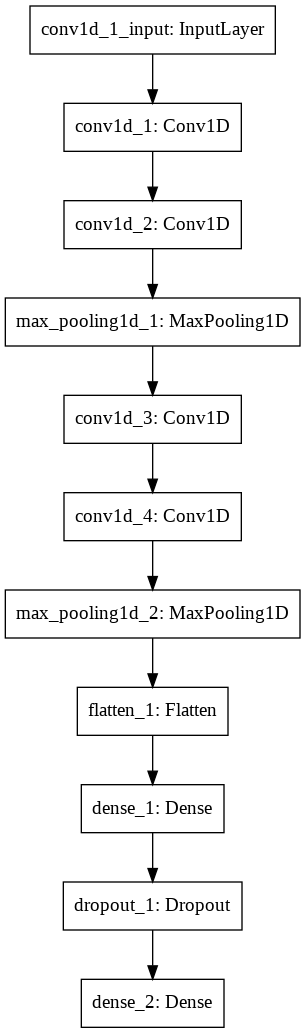 conv1d_1_input: InputLayer
conv1d_1: Conv1D
conv1d_2: Conv1D
max_pooling1d_1: MaxPooling1D
conv1d_3: Conv1D
conv1d_4: Conv1D
max_pooling1d_2: MaxPooling1D
flatten_1: Flatten
dense_1: Dense
dropout_1: Dropout
dense_2: Dense